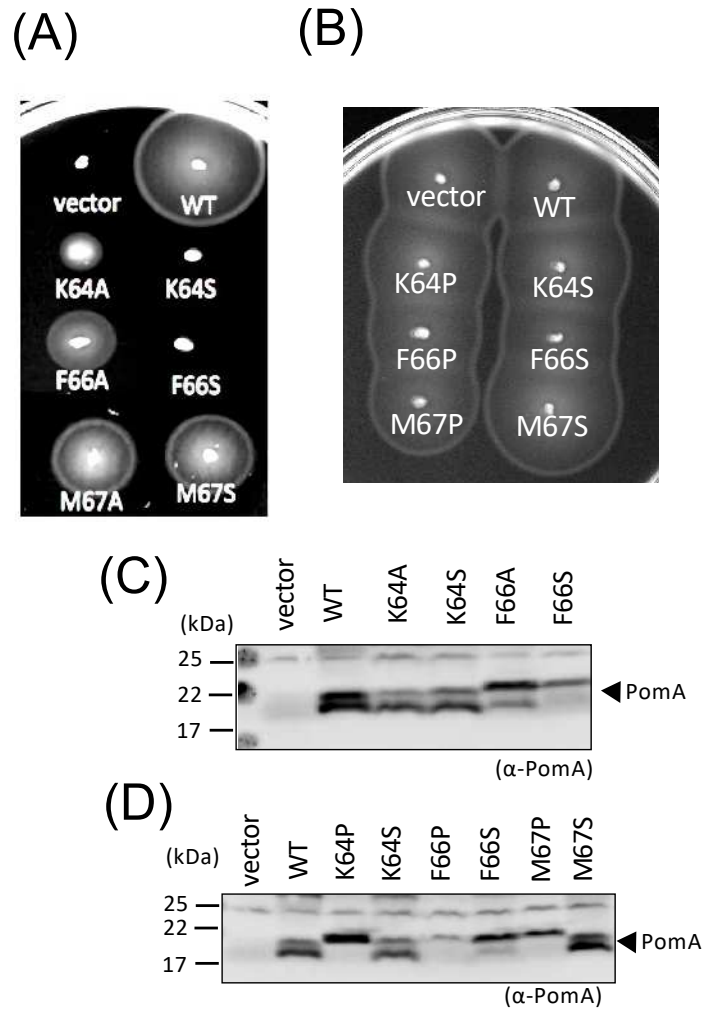 (A)
(B)
vector
WT
K64A
K64S
F66A
F66S
M67A
M67S
vector
WT
K64P
K64S
F66P
F66S
M67P
M67S
(C)
vector
WT
K64A
K64S
F66A
F66S
(kDa)
25
22
17
PomA
(α-PomA)
(D)
vector
WT
K64P
K64S
F66P
F66S
M67P
M67S
(kDa)
25
22
17
PomA
(α-PomA)